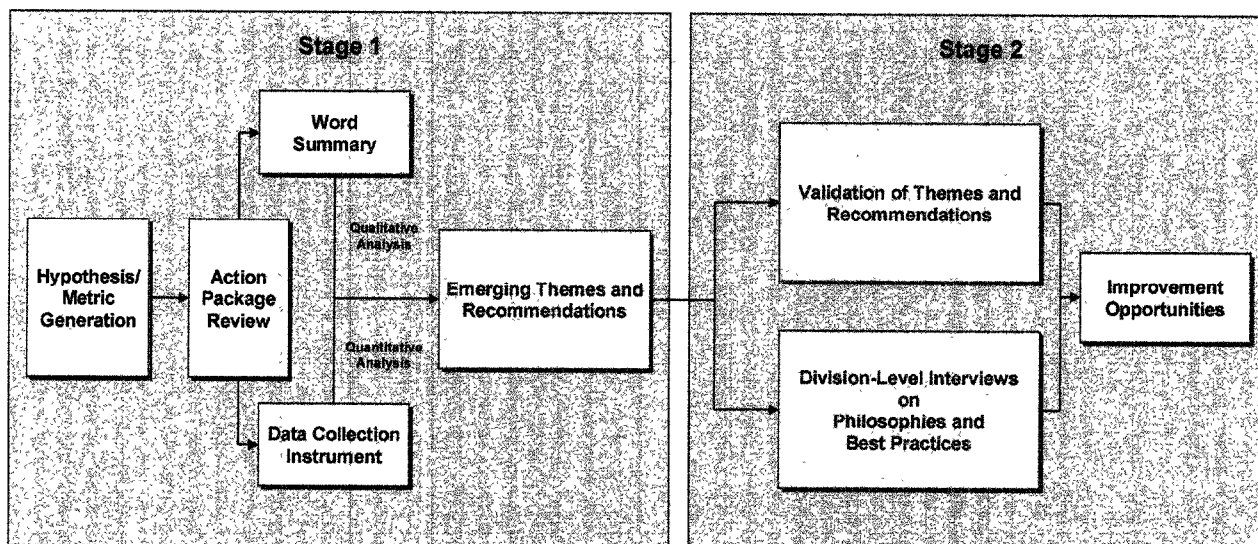 Stage 1
Word
Summary
Hypothesis/
Metric
Generation
Action
Package
Review
Qualitative
Analysis
Quantitative
Analysis
Data Collection
Instrument
Emerging Themes and
Recommendations
Stage 2
Validation of Themes and
Recommendations
Division-Level Interviews
on
Philosophies and
Best Practices
Improvement
Opportunities